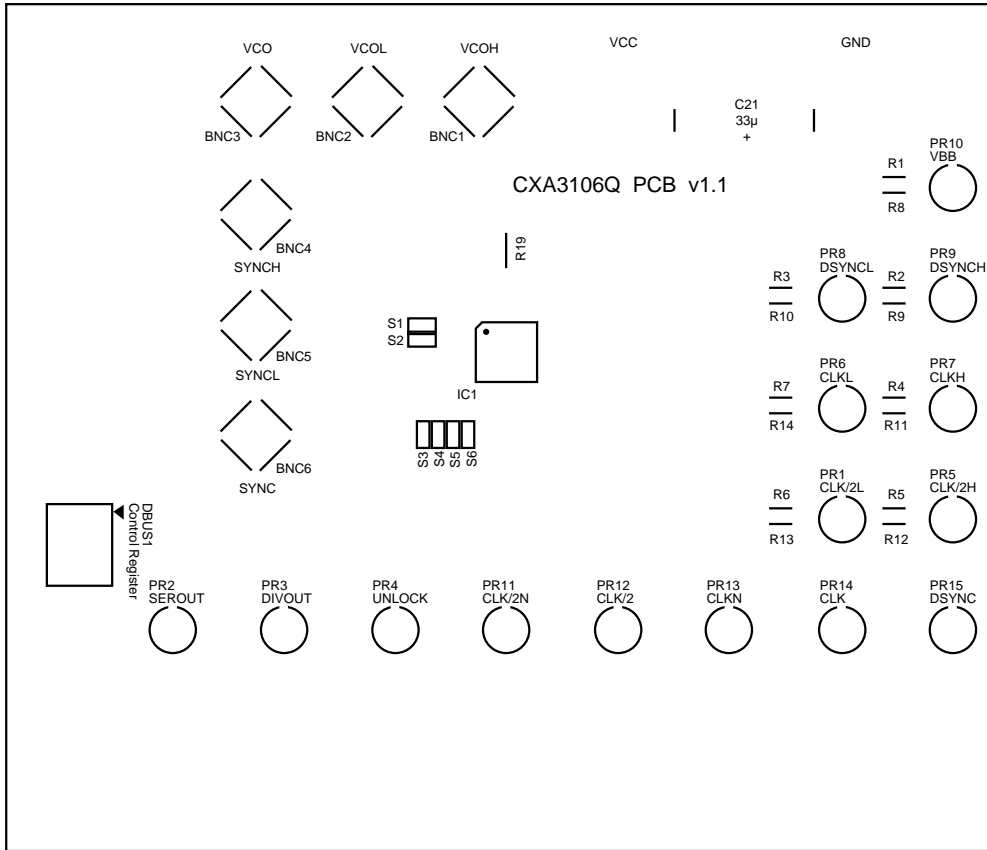 VCO
VCOL
VCOH
VCC
GND
BNC3
BNC2
BNC1
C21
33µ
+
CXA3106Q PCB v1.1
R1
R8
PR10
VBB
BNC4
SYNCH
R19
R3
R10
PR8
DSYNCL
R2
R9
PR9
DSYNCH
S1
S2
BNC5
SYNCL
IC1
R7
R14
PR6
CLKL
R4
R11
PR7
CLKH
BNC6
SYNC
S3
S4
S5
S6
R6
R13
PR1
CLK/2L
R5
R12
PR5
CLK/2H
DBUS1
Control Register
PR2
SEROUT
PR3
DIVOUT
PR4
UNLOCK
PR11
CLK/2N
PR12
CLK/2
PR13
CLKN
PR14
CLK
PR15
DSYNC